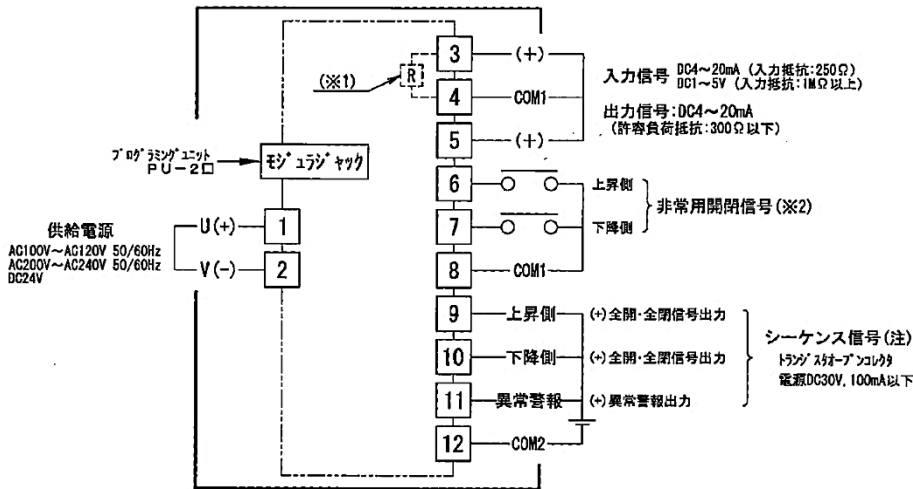 3
(+)
(※1)
R
入力信号 DC4～20mA (入力抵抗:250Ω)
DC1～5V (入力抵抗:1MΩ以上)
4
COM1
出力信号:DC4～20mA
(許容負荷抵抗:300Ω以下)
5
(+)
プログラミングユニット
PU-2□
モジュラジャック
6
上昇側
非常用開閉信号(※2)
7
下降側
供給電源
AC100V～AC120V 50/60Hz
AC200V～AC240V 50/60Hz
DC24V
U(+)
1
V(-)
2
8
COM1
9
上昇側
(+)全開・全閉信号出力
シーケンス信号(注)
トランジスタオープンコレクタ
電源DC30V, 100mA以下
10
下降側
(+)全開・全閉信号出力
11
異常警報
(+)異常警報出力
12
COM2